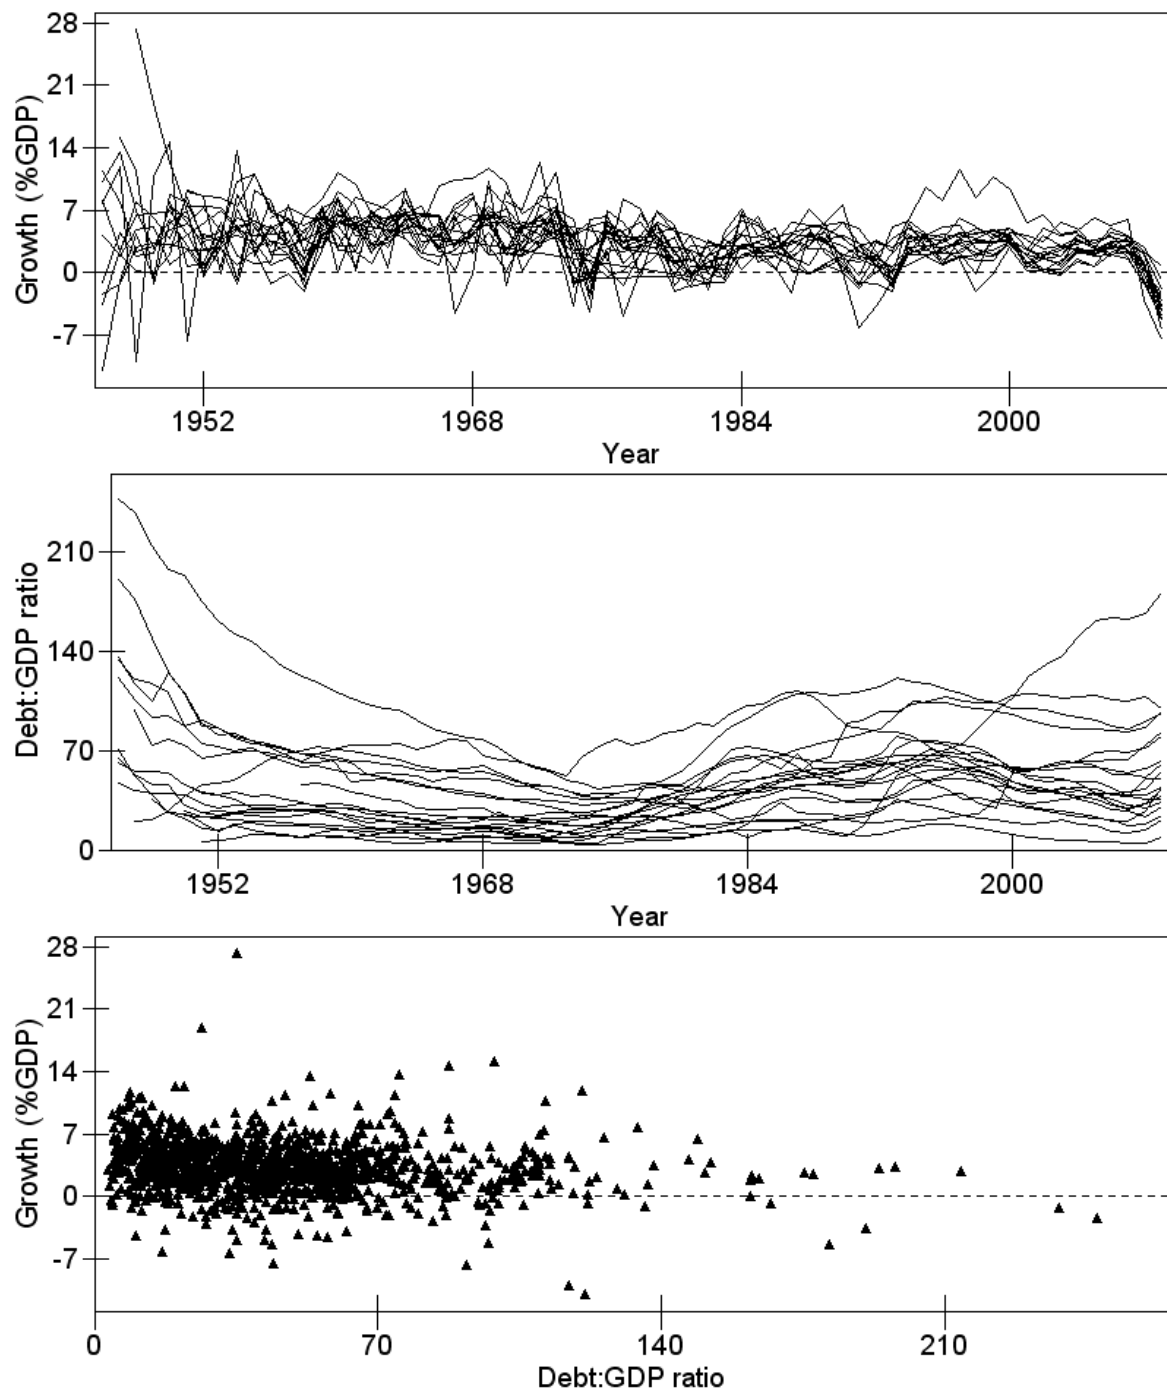 28
21
14
7
0
-7
Growth (%GDP)
1952 1968 1984 2000
Year
210
140
70
0
Debt:GDP ratio
1952 1968 1984 2000
Year
28
21
14
7
0
-7
Growth (%GDP)
0 70 140 210
Debt:GDP ratio